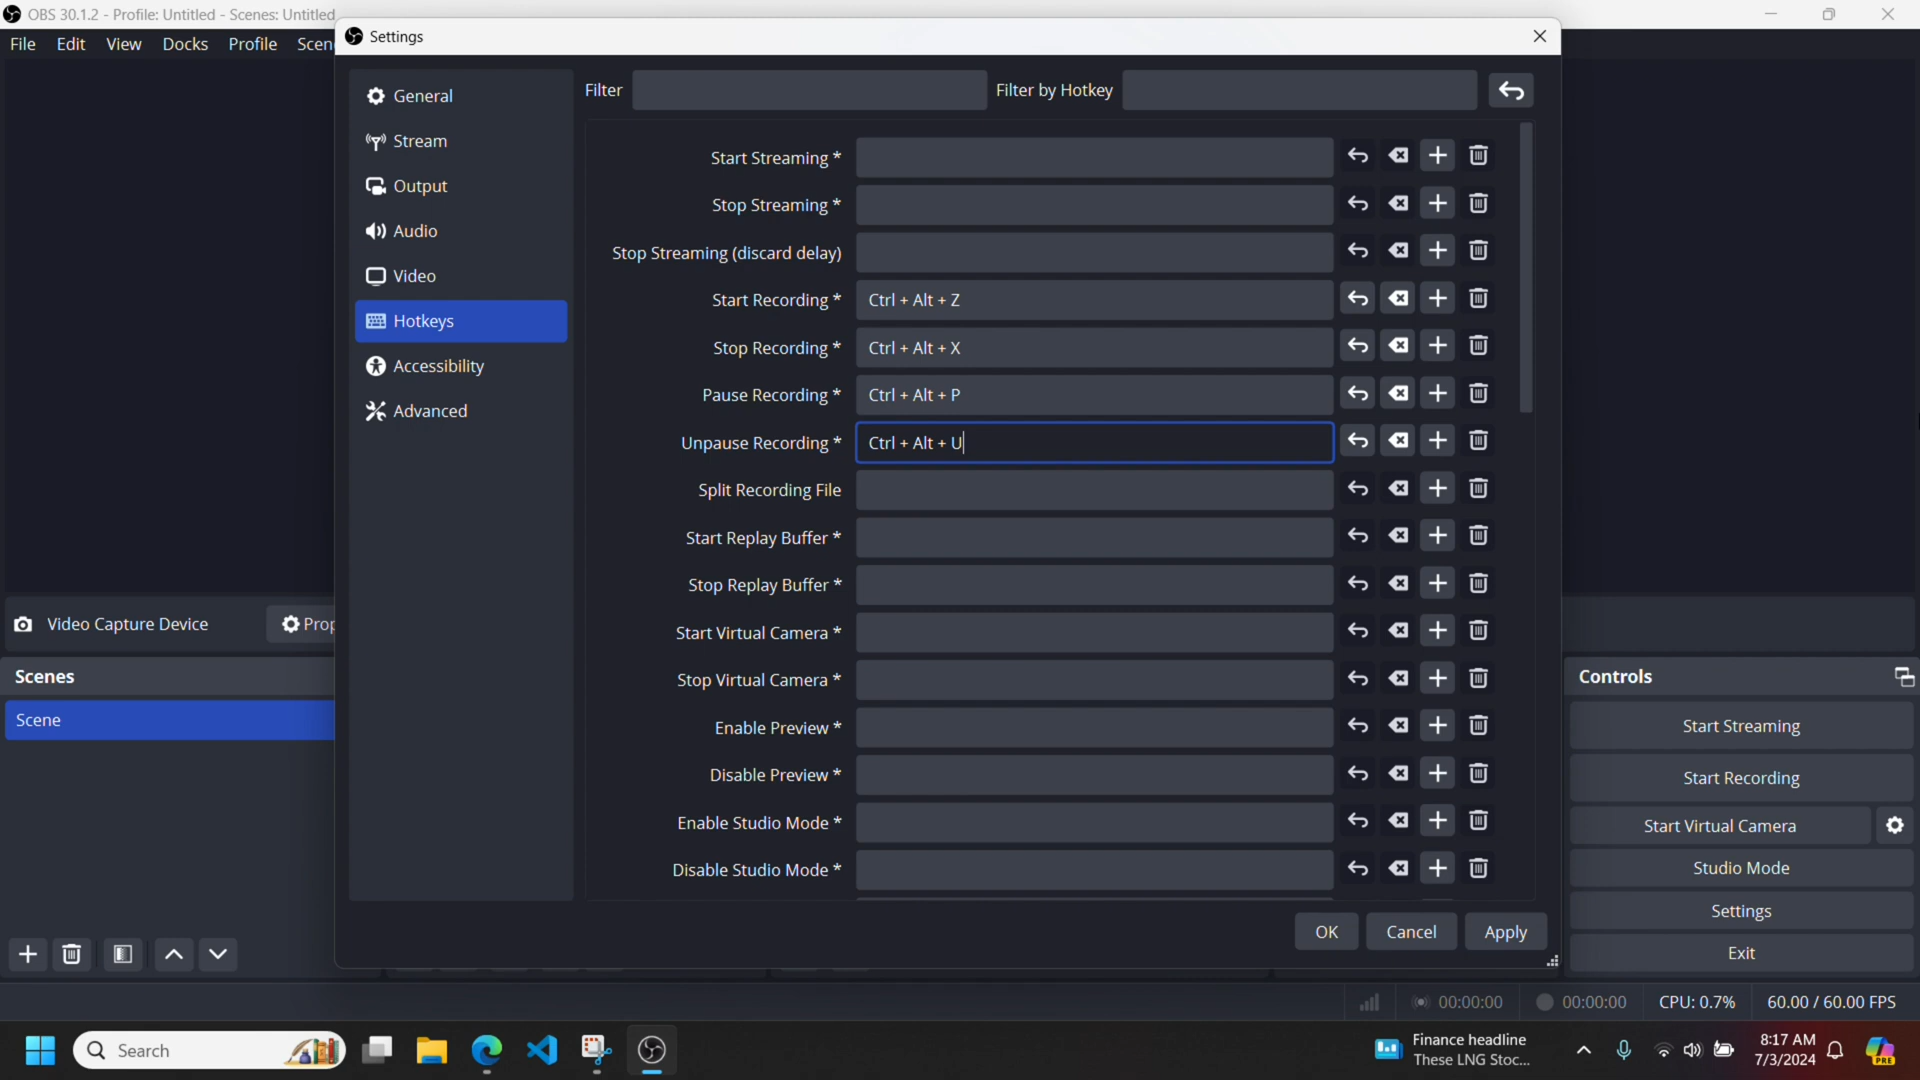 OBS 30.1.2 - Profile: Untitled - Scenes: Untitled
File Edit View Docks Profile Scen
Settings
General
Stream
Output
Audio
Video
Hotkeys
Accessibility
Advanced
Filter
Filter by Hotkey
Start Streaming *
Stop Streaming *
Stop Streaming (discard delay)
Start Recording * Ctrl + Alt + Z
Stop Recording * Ctrl + Alt + X
Pause Recording * Ctrl + Alt + P
Unpause Recording * Ctrl + Alt + U
Split Recording File
Start Replay Buffer *
Stop Replay Buffer *
Start Virtual Camera *
Stop Virtual Camera *
Enable Preview *
Disable Preview *
Enable Studio Mode *
Disable Studio Mode *
OK Cancel Apply
Video Capture Device
Prop
Scenes
Scene
Controls
Start Streaming
Start Recording
Start Virtual Camera
Studio Mode
Settings
Exit
00:00:00 00:00:00 CPU: 0.7% 60.00 / 60.00 FPS
Search
Finance headline
These LNG Stoc...
8:17 AM
7/3/2024
PRE